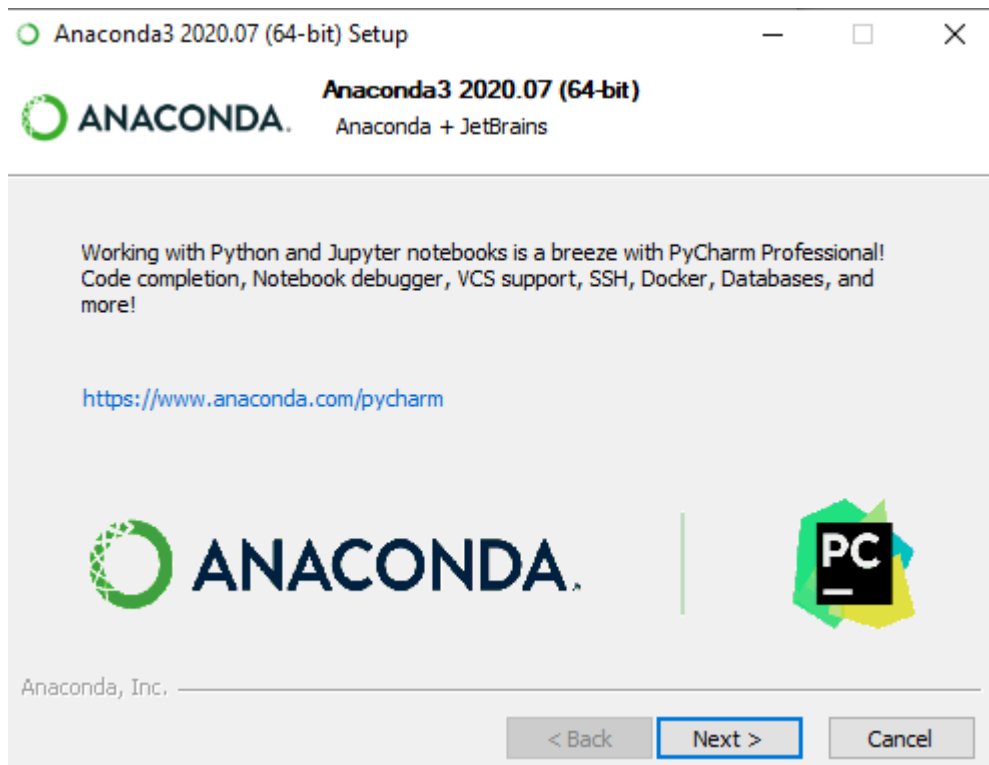 Anaconda3 2020.07 (64-bit) Setup
Anaconda3 2020.07 (64-bit)
ANACONDA.
Anaconda + JetBrains
Working with Python and Jupyter notebooks is a breeze with PyCharm Professional!
Code completion, Notebook debugger, VCS support, SSH, Docker, Databases, and
more!
https://www.anaconda.com/pycharm
ANACONDA.
PC
Anaconda, Inc.
< Back
Next >
Cancel